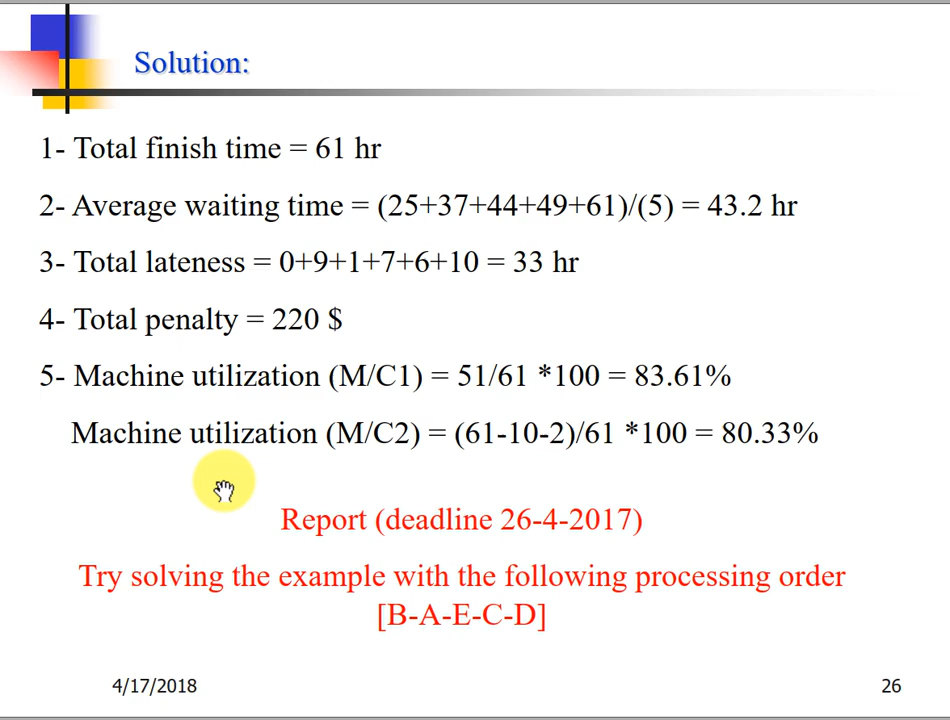 Solution:
1- Total finish time = 61 hr
2- Average waiting time = (25+37+44+49+61)/(5) = 43.2 hr
3- Total lateness = 0+9+1+7+6+10 = 33 hr
4- Total penalty = 220 $
5- Machine utilization (M/C1) = 51/61 *100 = 83.61%
Machine utilization (M/C2) = (61-10-2)/61 *100 = 80.33%
Report (deadline 26-4-2017)
Try solving the example with the following processing order
[B-A-E-C-D]
4/17/2018
26